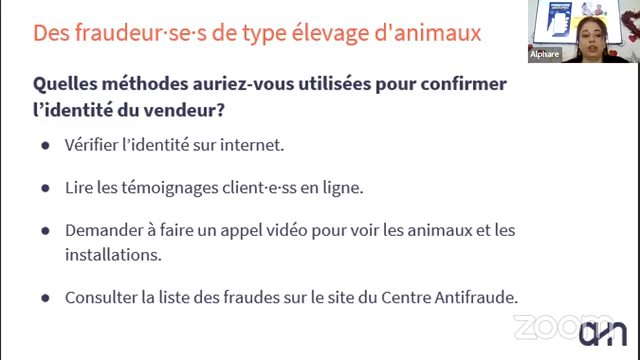 Des fraudeur·se·s de type élevage d'animaux
Alphare
Quelles méthodes auriez-vous utilisées pour confirmer
l'identité du vendeur?
● Vérifier l'identité sur internet.
● Lire les témoignages client·e·ss en ligne.
● Demander à faire un appel vidéo pour voir les animaux et les
installations.
● Consulter la liste des fraudes sur le site du Centre Antifraude.
zoom